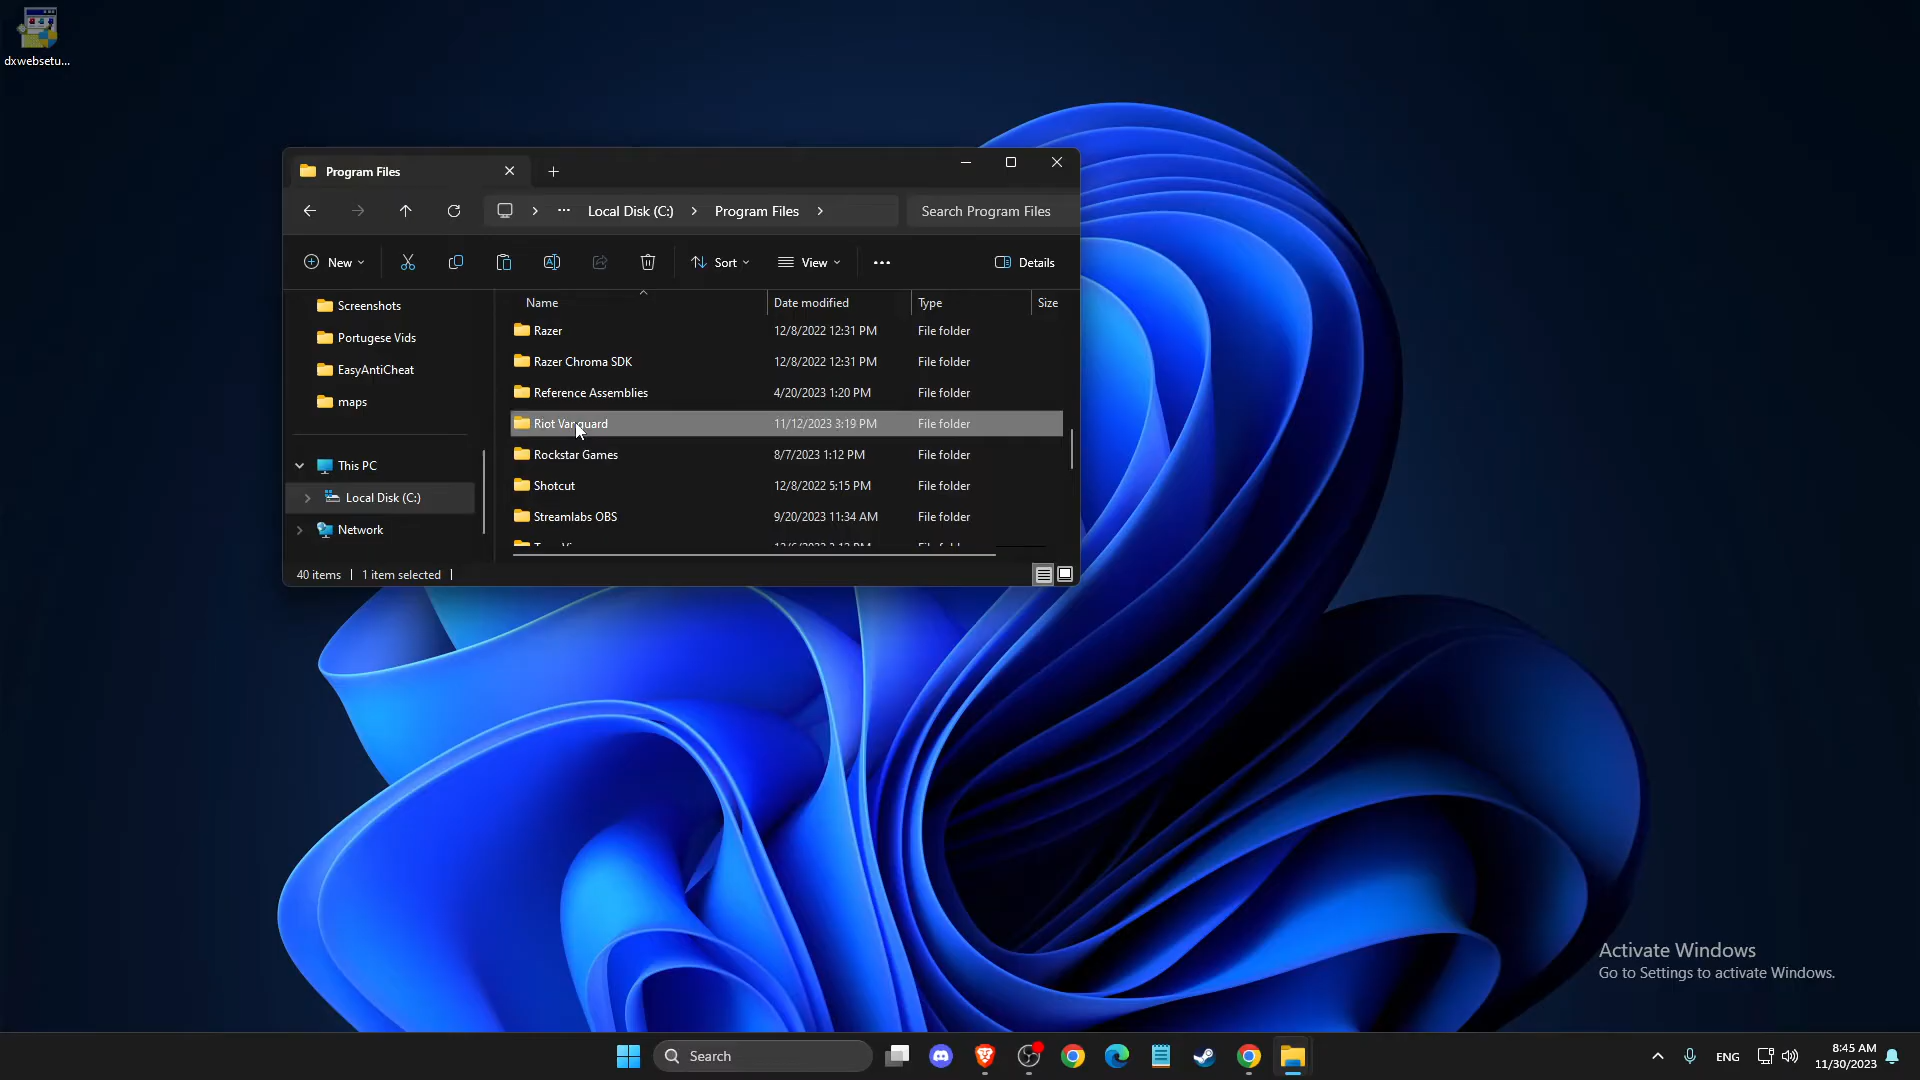 dxwebsetu...
Program Files
Local Disk (C:)
Program Files
Search Program Files
New
Sort
View
Details
Screenshots
Portugese Vids
EasyAntiCheat
maps
This PC
Local Disk (C:)
Network
Name Date modified Type Size
Razer 12/8/2022 12:31 PM File folder
Razer Chroma SDK 12/8/2022 12:31 PM File folder
Reference Assemblies 4/20/2023 1:20 PM File folder
Riot Vanguard 11/12/2023 3:19 PM File folder
Rockstar Games 8/7/2023 1:12 PM File folder
Shotcut 12/8/2022 5:15 PM File folder
Streamlabs OBS 9/20/2023 11:34 AM File folder
40 items 1 item selected
Activate Windows
Go to Settings to activate Windows.
Search
ENG
8:45 AM
11/30/2023